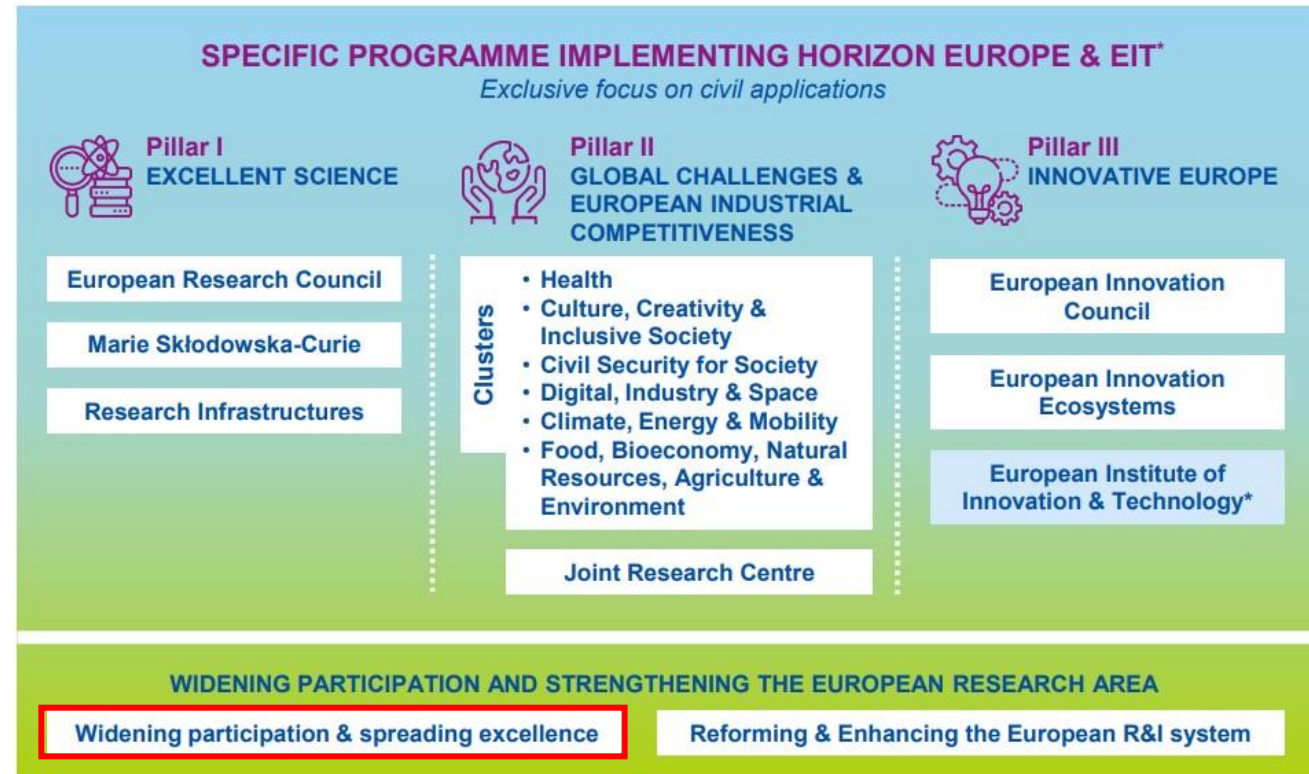 SPECIFIC PROGRAMME IMPLEMENTING HORIZON EUROPE & EIT*
Exclusive focus on civil applications
Pillar I
EXCELLENT SCIENCE
European Research Council
Marie Skłodowska-Curie
Research Infrastructures
Pillar II
GLOBAL CHALLENGES &
EUROPEAN INDUSTRIAL
COMPETITIVENESS
Clusters
• Health
• Culture, Creativity &
Inclusive Society
• Civil Security for Society
• Digital, Industry & Space
• Climate, Energy & Mobility
• Food, Bioeconomy, Natural
Resources, Agriculture &
Environment
Joint Research Centre
Pillar III
INNOVATIVE EUROPE
European Innovation
Council
European Innovation
Ecosystems
European Institute of
Innovation & Technology*
WIDENING PARTICIPATION AND STRENGTHENING THE EUROPEAN RESEARCH AREA
Widening participation & spreading excellence
Reforming & Enhancing the European R&I system